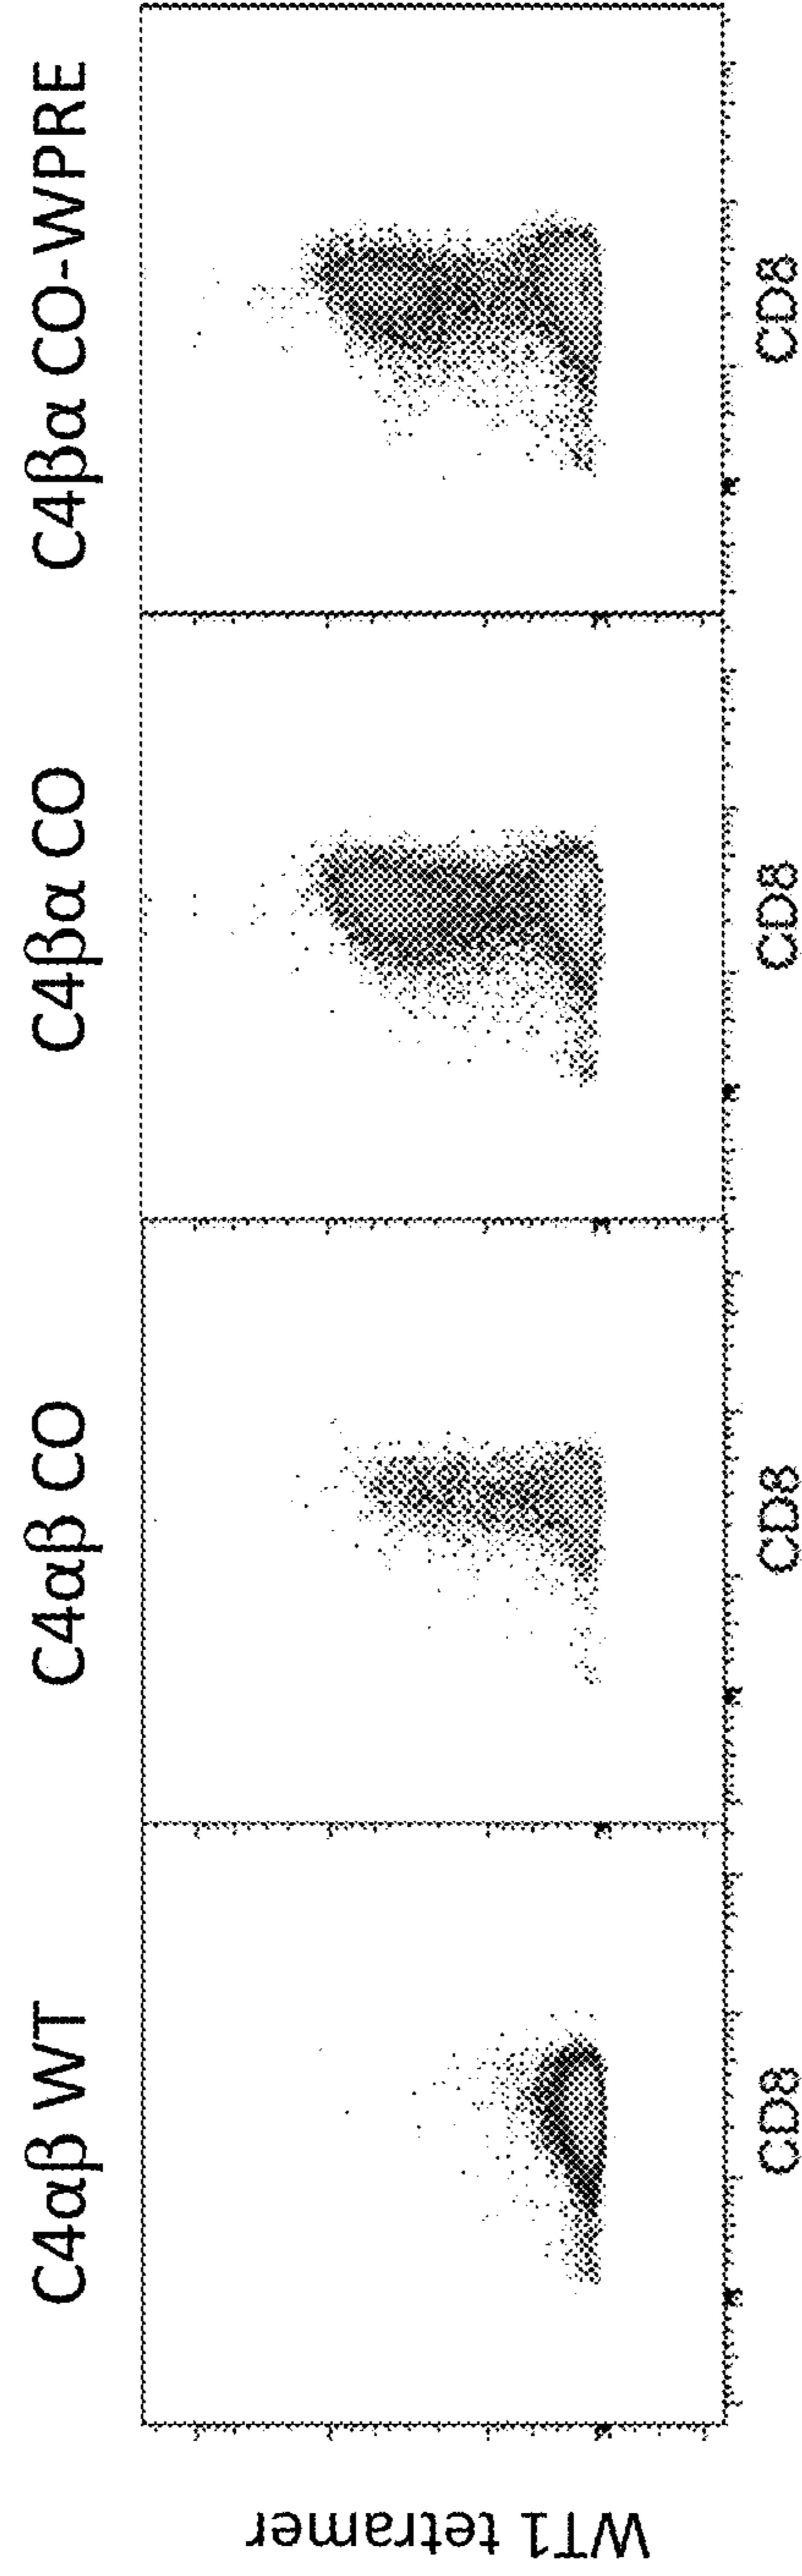 C4αβ WT
C4αβ CO
C4βα CO
C4βα CO-WPRE
WT1 tetramer
CD8
CD8
CD8
CD8